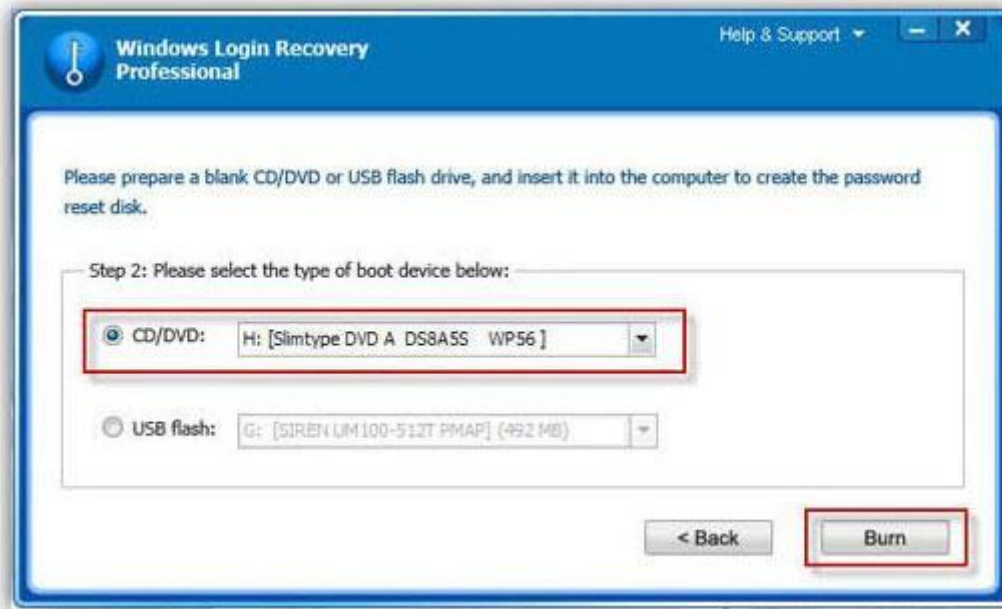 Windows Login Recovery
Professional
Help & Support
Please prepare a blank CD/DVD or USB flash drive, and insert it into the computer to create the password
reset disk.
Step 2: Please select the type of boot device below:
CD/DVD: H: [Slimtype DVD A DS8A5S WP56 ]
USB flash: G: [SIREN UM100-512T PMAP] (492 MB)
< Back Burn